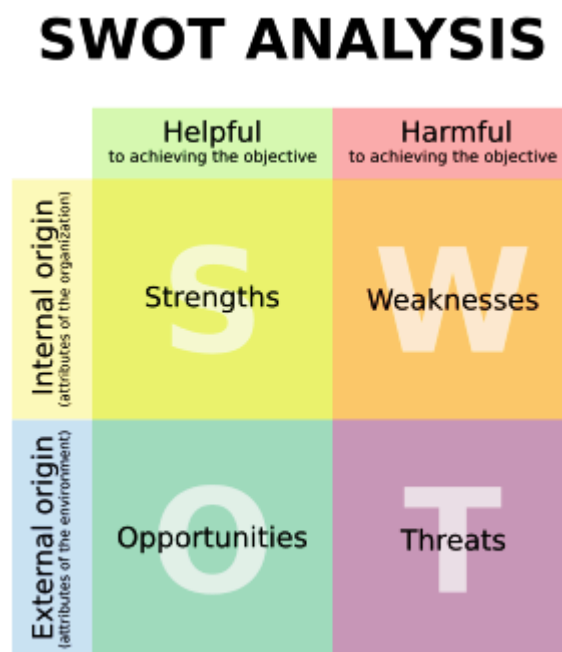 SWOT ANALYSIS
Helpful
to achieving the objective
Harmful
to achieving the objective
Internal origin
(attributes of the organization)
S
Strengths
W
Weaknesses
External origin
(attributes of the environment)
O
Opportunities
T
Threats